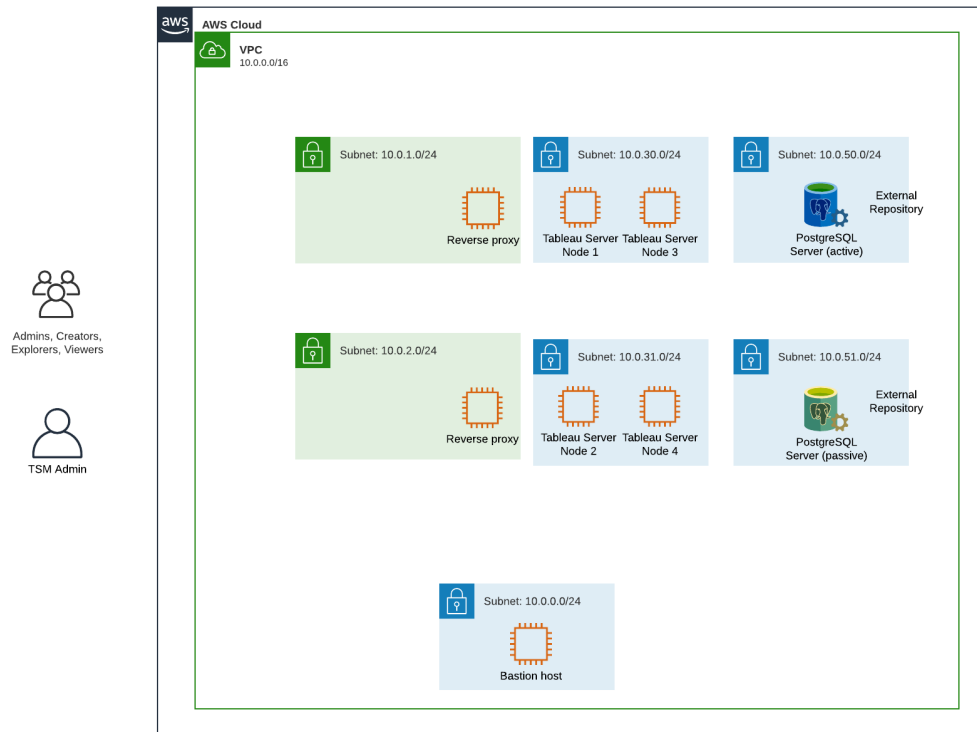 aws
AWS Cloud
VPC
10.0.0.0/16
Subnet: 10.0.1.0/24
Reverse proxy
Subnet: 10.0.30.0/24
Tableau Server
Node 1
Tableau Server
Node 3
Subnet: 10.0.50.0/24
External
Repository
PostgreSQL
Server (active)
Admins, Creators,
Explorers, Viewers
Subnet: 10.0.2.0/24
Reverse proxy
Subnet: 10.0.31.0/24
Tableau Server
Node 2
Tableau Server
Node 4
Subnet: 10.0.51.0/24
External
Repository
PostgreSQL
Server (passive)
TSM Admin
Subnet: 10.0.0.0/24
Bastion host